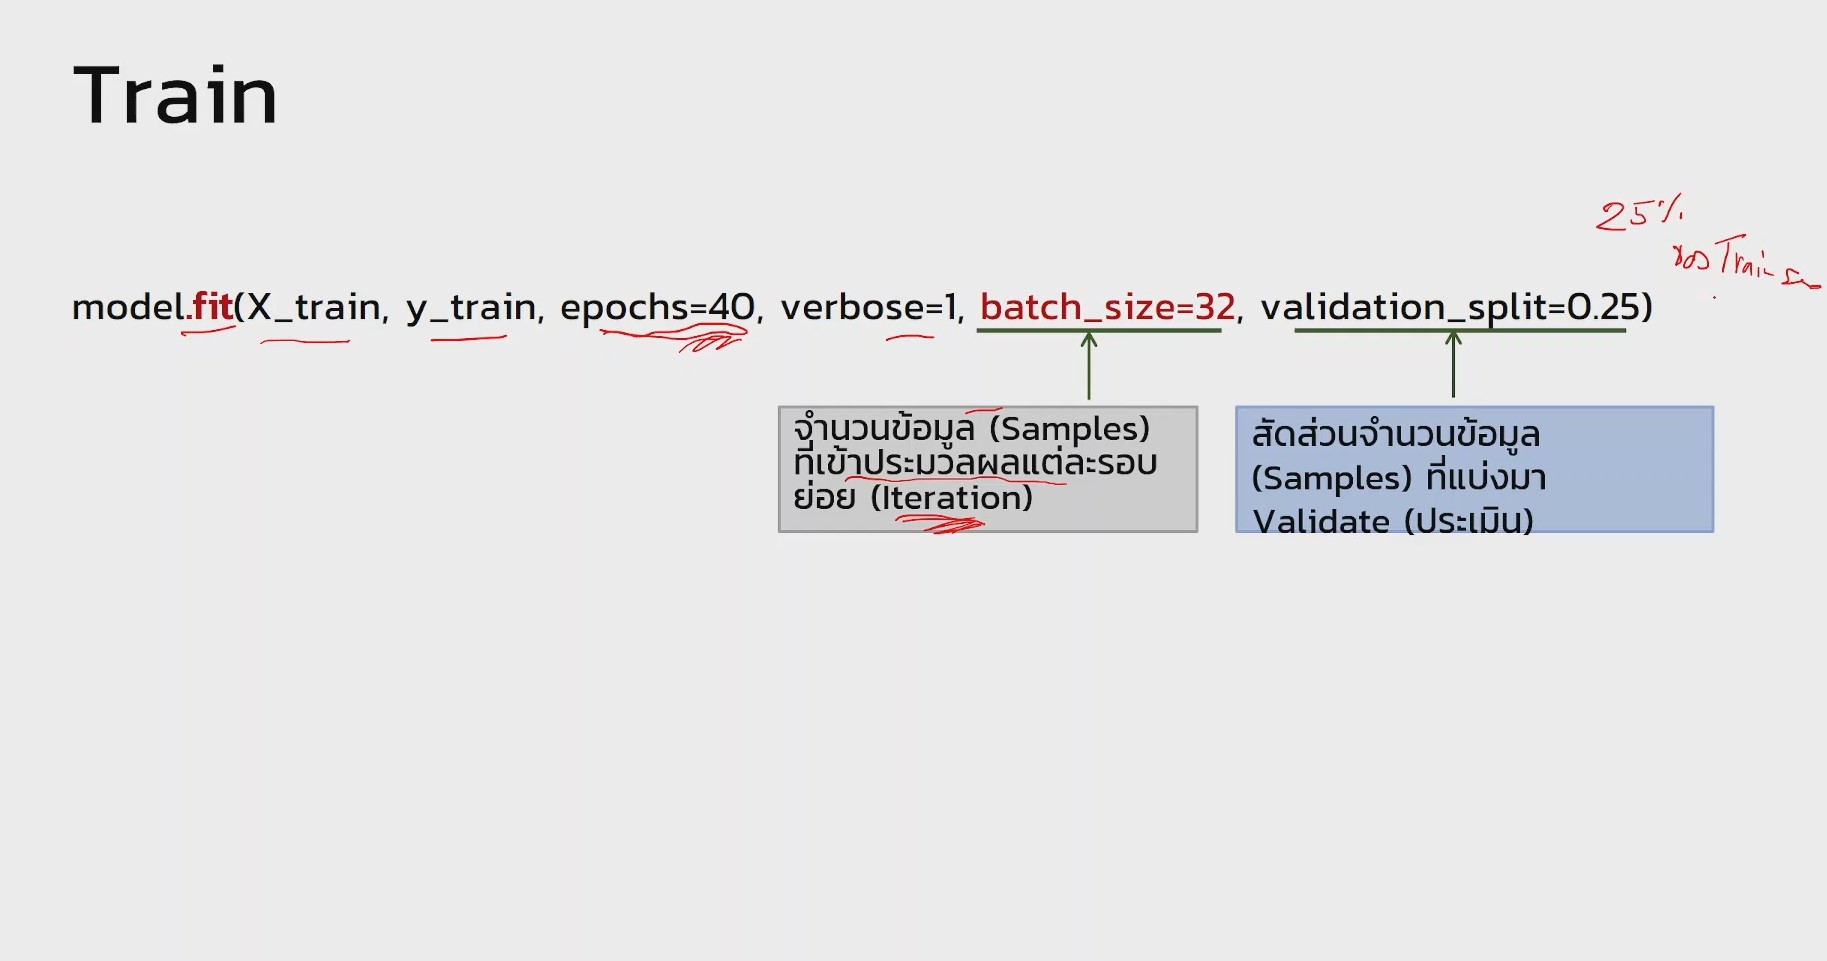 Train
25%
ของ Train
model.fit(X_train, y_train, epochs=40, verbose=1, batch_size=32, validation_split=0.25)
จำนวนข้อมูล (Samples)
ที่เข้าประมวลผลแต่ละรอบ
ย่อย (Iteration)
สัดส่วนจำนวนข้อมูล
(Samples) ที่แบ่งมา
Validate (ประเมิน)